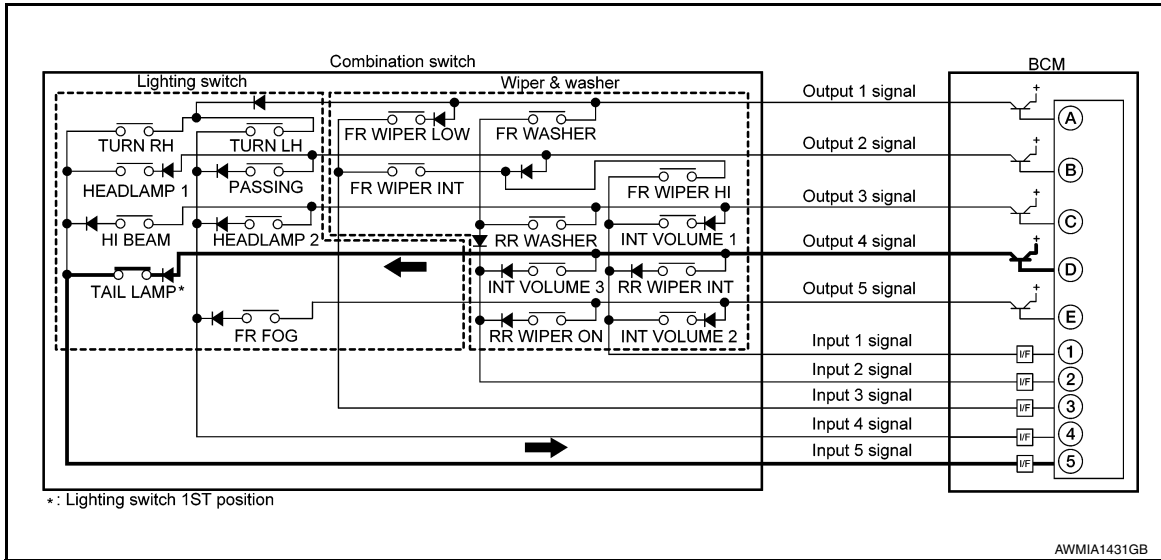 Combination switch
BCM
Lighting switch
Wiper & washer
Output 1 signal
A
FR WIPER LOW
FR WASHER
TURN RH
TURN LH
Output 2 signal
B
HEADLAMP 1
PASSING
FR WIPER INT
FR WIPER HI
Output 3 signal
C
HI BEAM
HEADLAMP 2
RR WASHER
INT VOLUME 1
Output 4 signal
D
TAIL LAMP*
INT VOLUME 3
RR WIPER INT
Output 5 signal
E
FR FOG
RR WIPER ON
INT VOLUME 2
Input 1 signal
I/F
1
Input 2 signal
I/F
2
Input 3 signal
I/F
3
Input 4 signal
I/F
4
Input 5 signal
I/F
5
+
+
+
+
+
*: Lighting switch 1ST position
AWMIA1431GB